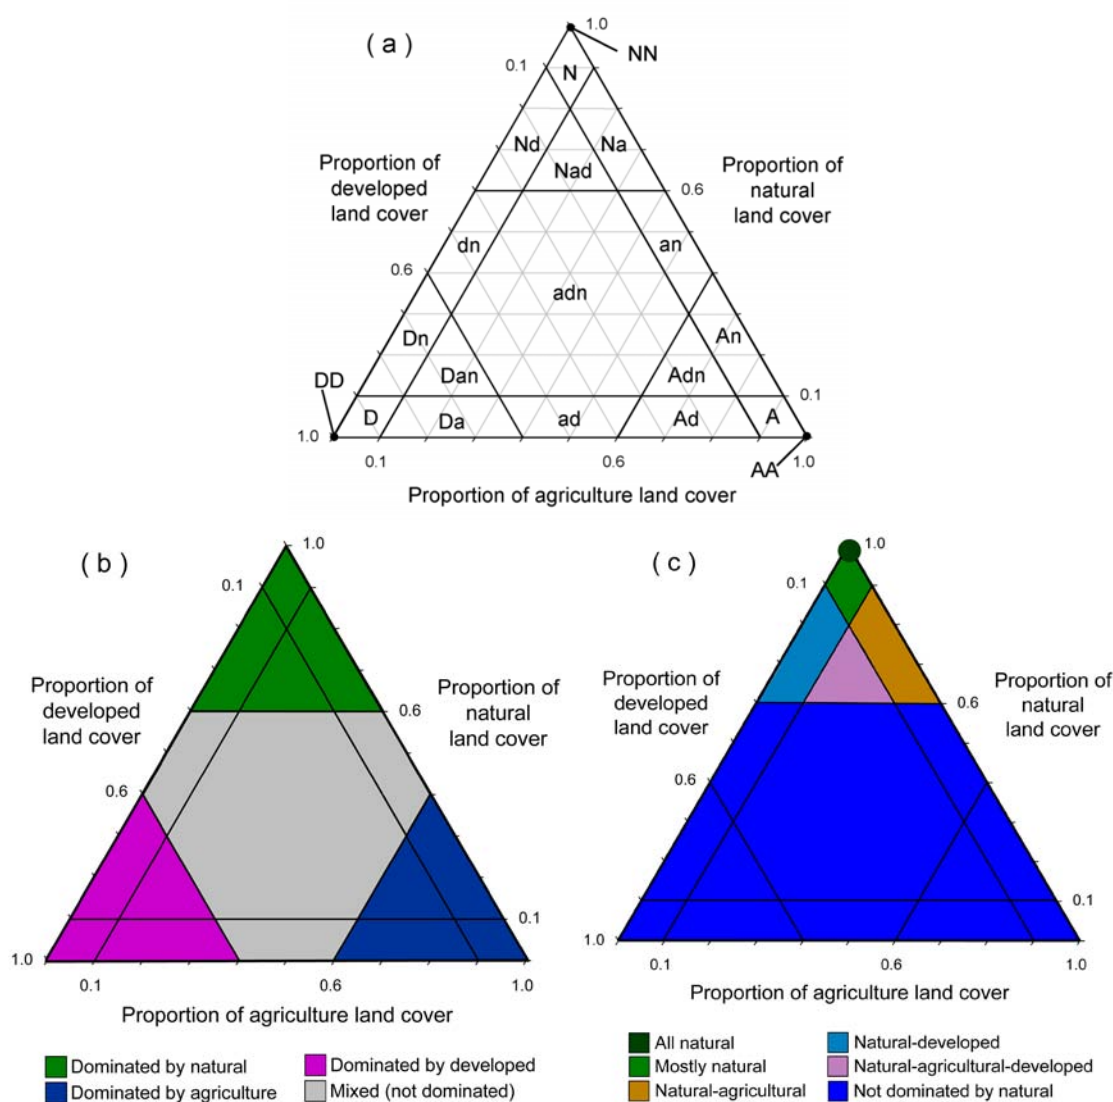 ( a )
1.0
NN
0.1
N
Nd
Na
Nad
Proportion of
developed
land cover
Proportion of
natural
land cover
0.6
dn
an
0.6
adn
Dn
An
DD
Dan
Adn
0.1
D
Da
ad
Ad
A
1.0
0.1
0.6
1.0
AA
Proportion of agriculture land cover
( b )
1.0
0.1
Proportion of
developed
land cover
Proportion of
natural
land cover
0.6
0.6
0.1
1.0
0.1
0.6
1.0
Proportion of agriculture land cover
Dominated by natural
Dominated by developed
Dominated by agriculture
Mixed (not dominated)
( c )
1.0
0.1
Proportion of
developed
land cover
Proportion of
natural
land cover
0.6
0.6
0.1
1.0
0.1
0.6
1.0
Proportion of agriculture land cover
All natural
Natural-developed
Mostly natural
Natural-agricultural-developed
Natural-agricultural
Not dominated by natural